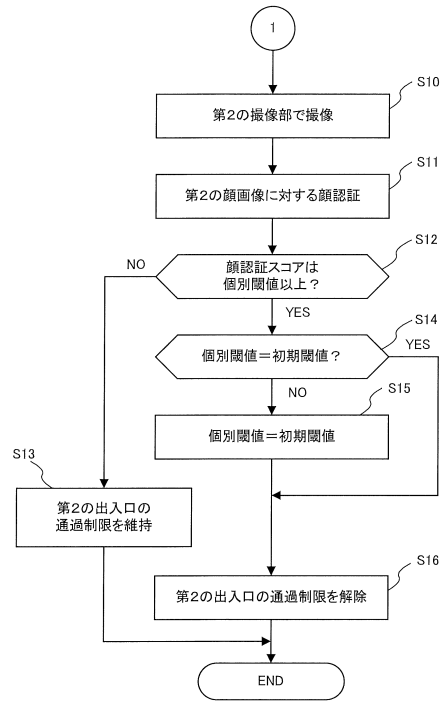 1
S10
第2の撮像部で撮像
S11
第2の顔画像に対する顔認証
S12
NO
顔認証スコアは
個別閾値以上？
YES
S14
個別閾値＝初期閾値？
YES
NO
S15
個別閾値＝初期閾値
S13
第2の出入口の
通過制限を維持
S16
第2の出入口の通過制限を解除
END